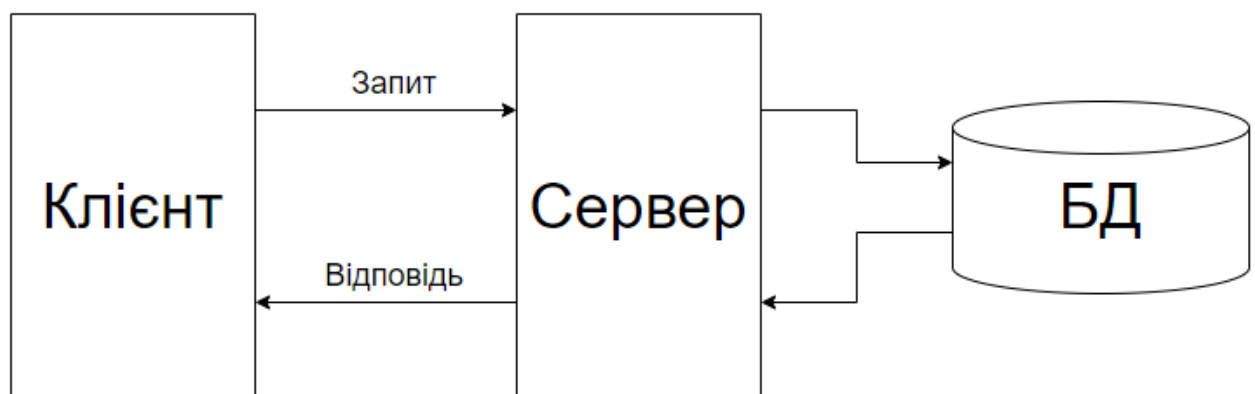 Запит
Клієнт
Сервер
БД
Відповідь